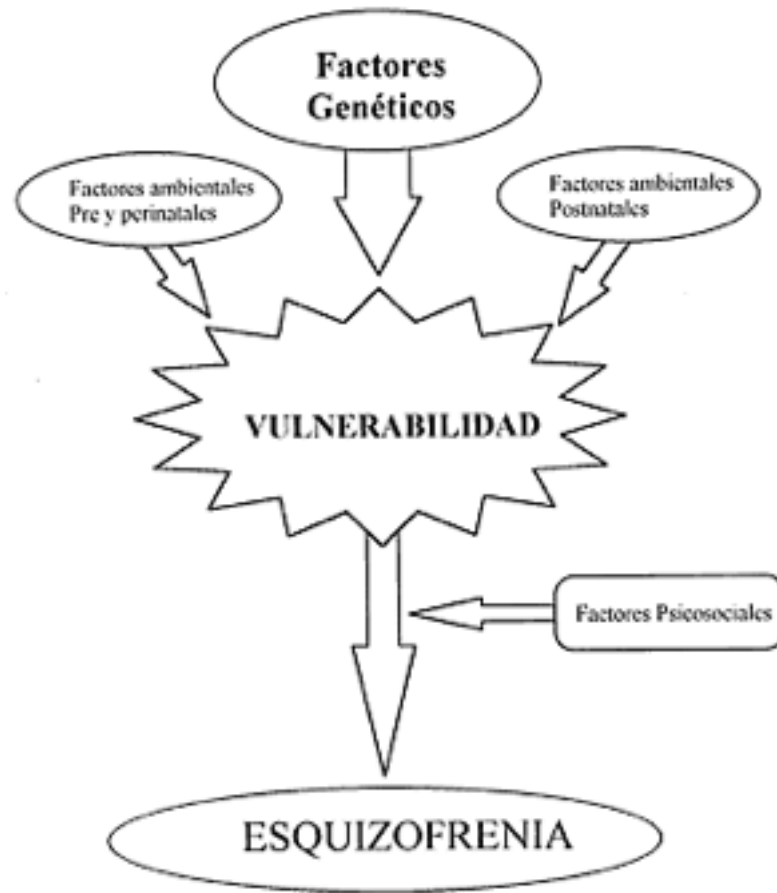 Factores
Genéticos
Factores ambientales
Pre y perinatales
Factores ambientales
Postnatales
VULNERABILIDAD
Factores Psicosociales
ESQUIZOFRENIA